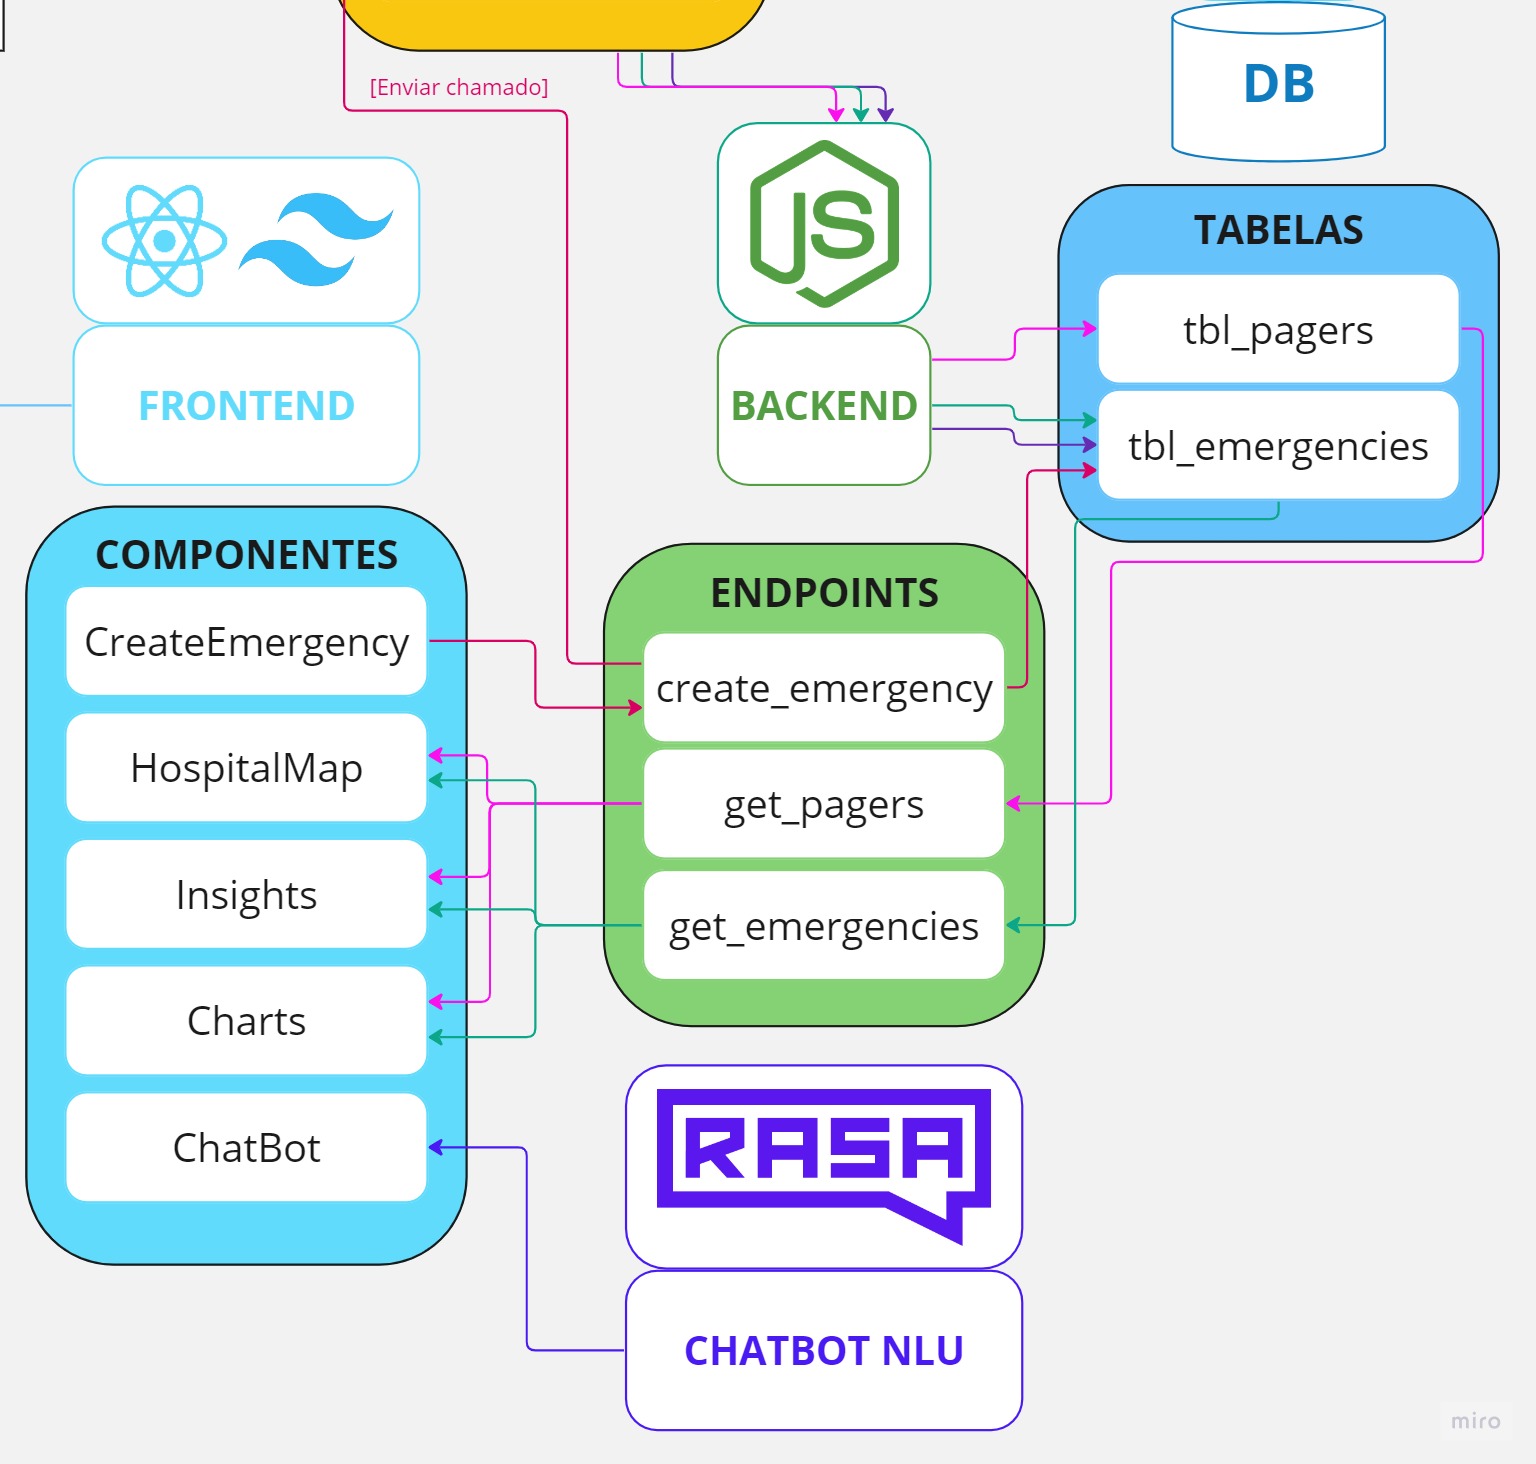 [Enviar chamado]
DB
JS
TABELAS
tbl_pagers
tbl_emergencies
FRONTEND
BACKEND
COMPONENTES
CreateEmergency
HospitalMap
Insights
Charts
ChatBot
ENDPOINTS
create_emergency
get_pagers
get_emergencies
RASA
CHATBOT NLU
miro